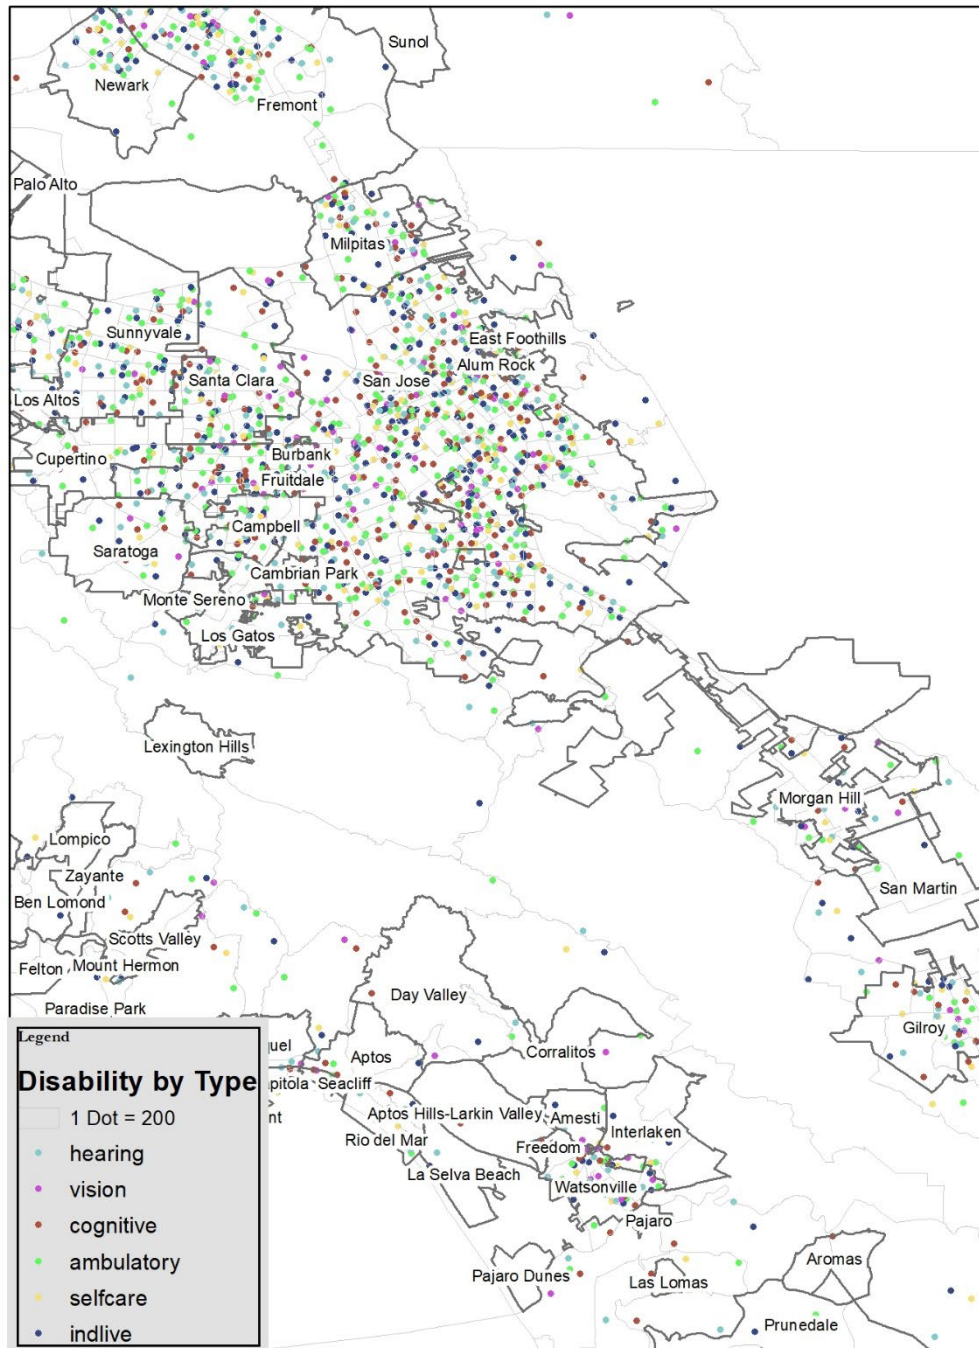 Sunol
Newark
Fremont
Palo Alto
Milpitas
Sunnyvale
East Foothills
Alum Rock
Santa Clara
San Jose
Los Altos
Burbank
Cupertino
Fruitdale
Campbell
Saratoga
Cambrian Park
Monte Sereno
Los Gatos
Lexington Hills
Morgan Hill
Lompico
Zayante
San Martin
Ben Lomond
Scotts Valley
Felton
Mount Hermon
Day Valley
Paradise Park
Gilroy
Legend
quel
Aptos
Corralitos
Disability by Type
pitola
Seacliff
1 Dot = 200
nt
Aptos Hills-Larkin Valley
Amesti
Interlaken
Rio del Mar
Freedom
hearing
La Selva Beach
vision
Watsonville
cognitive
Pajaro
ambulatory
Aromas
Pajaro Dunes
Las Lomas
selfcare
indlive
Prunedale